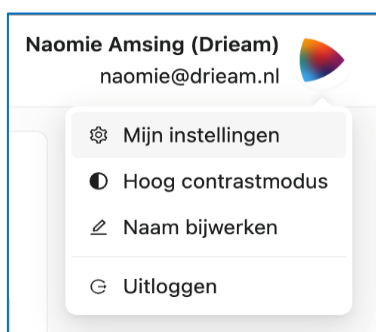 Naomie Amsing (Drieam)
naomie@drieam.nl
Mijn instellingen
Hoog contrastmodus
Naam bijwerken
Uitloggen